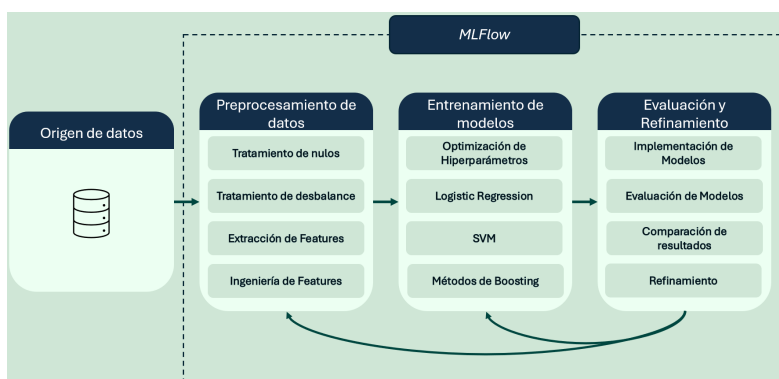 MLFlow
Origen de datos
Preprocesamiento de
datos
Tratamiento de nulos
Tratamiento de desbalance
Extracción de Features
Ingeniería de Features
Entrenamiento de
modelos
Optimización de
Hiperparámetros
Logistic Regression
SVM
Métodos de Boosting
Evaluación y
Refinamiento
Implementación de
Modelos
Evaluación de Modelos
Comparación de
resultados
Refinamiento